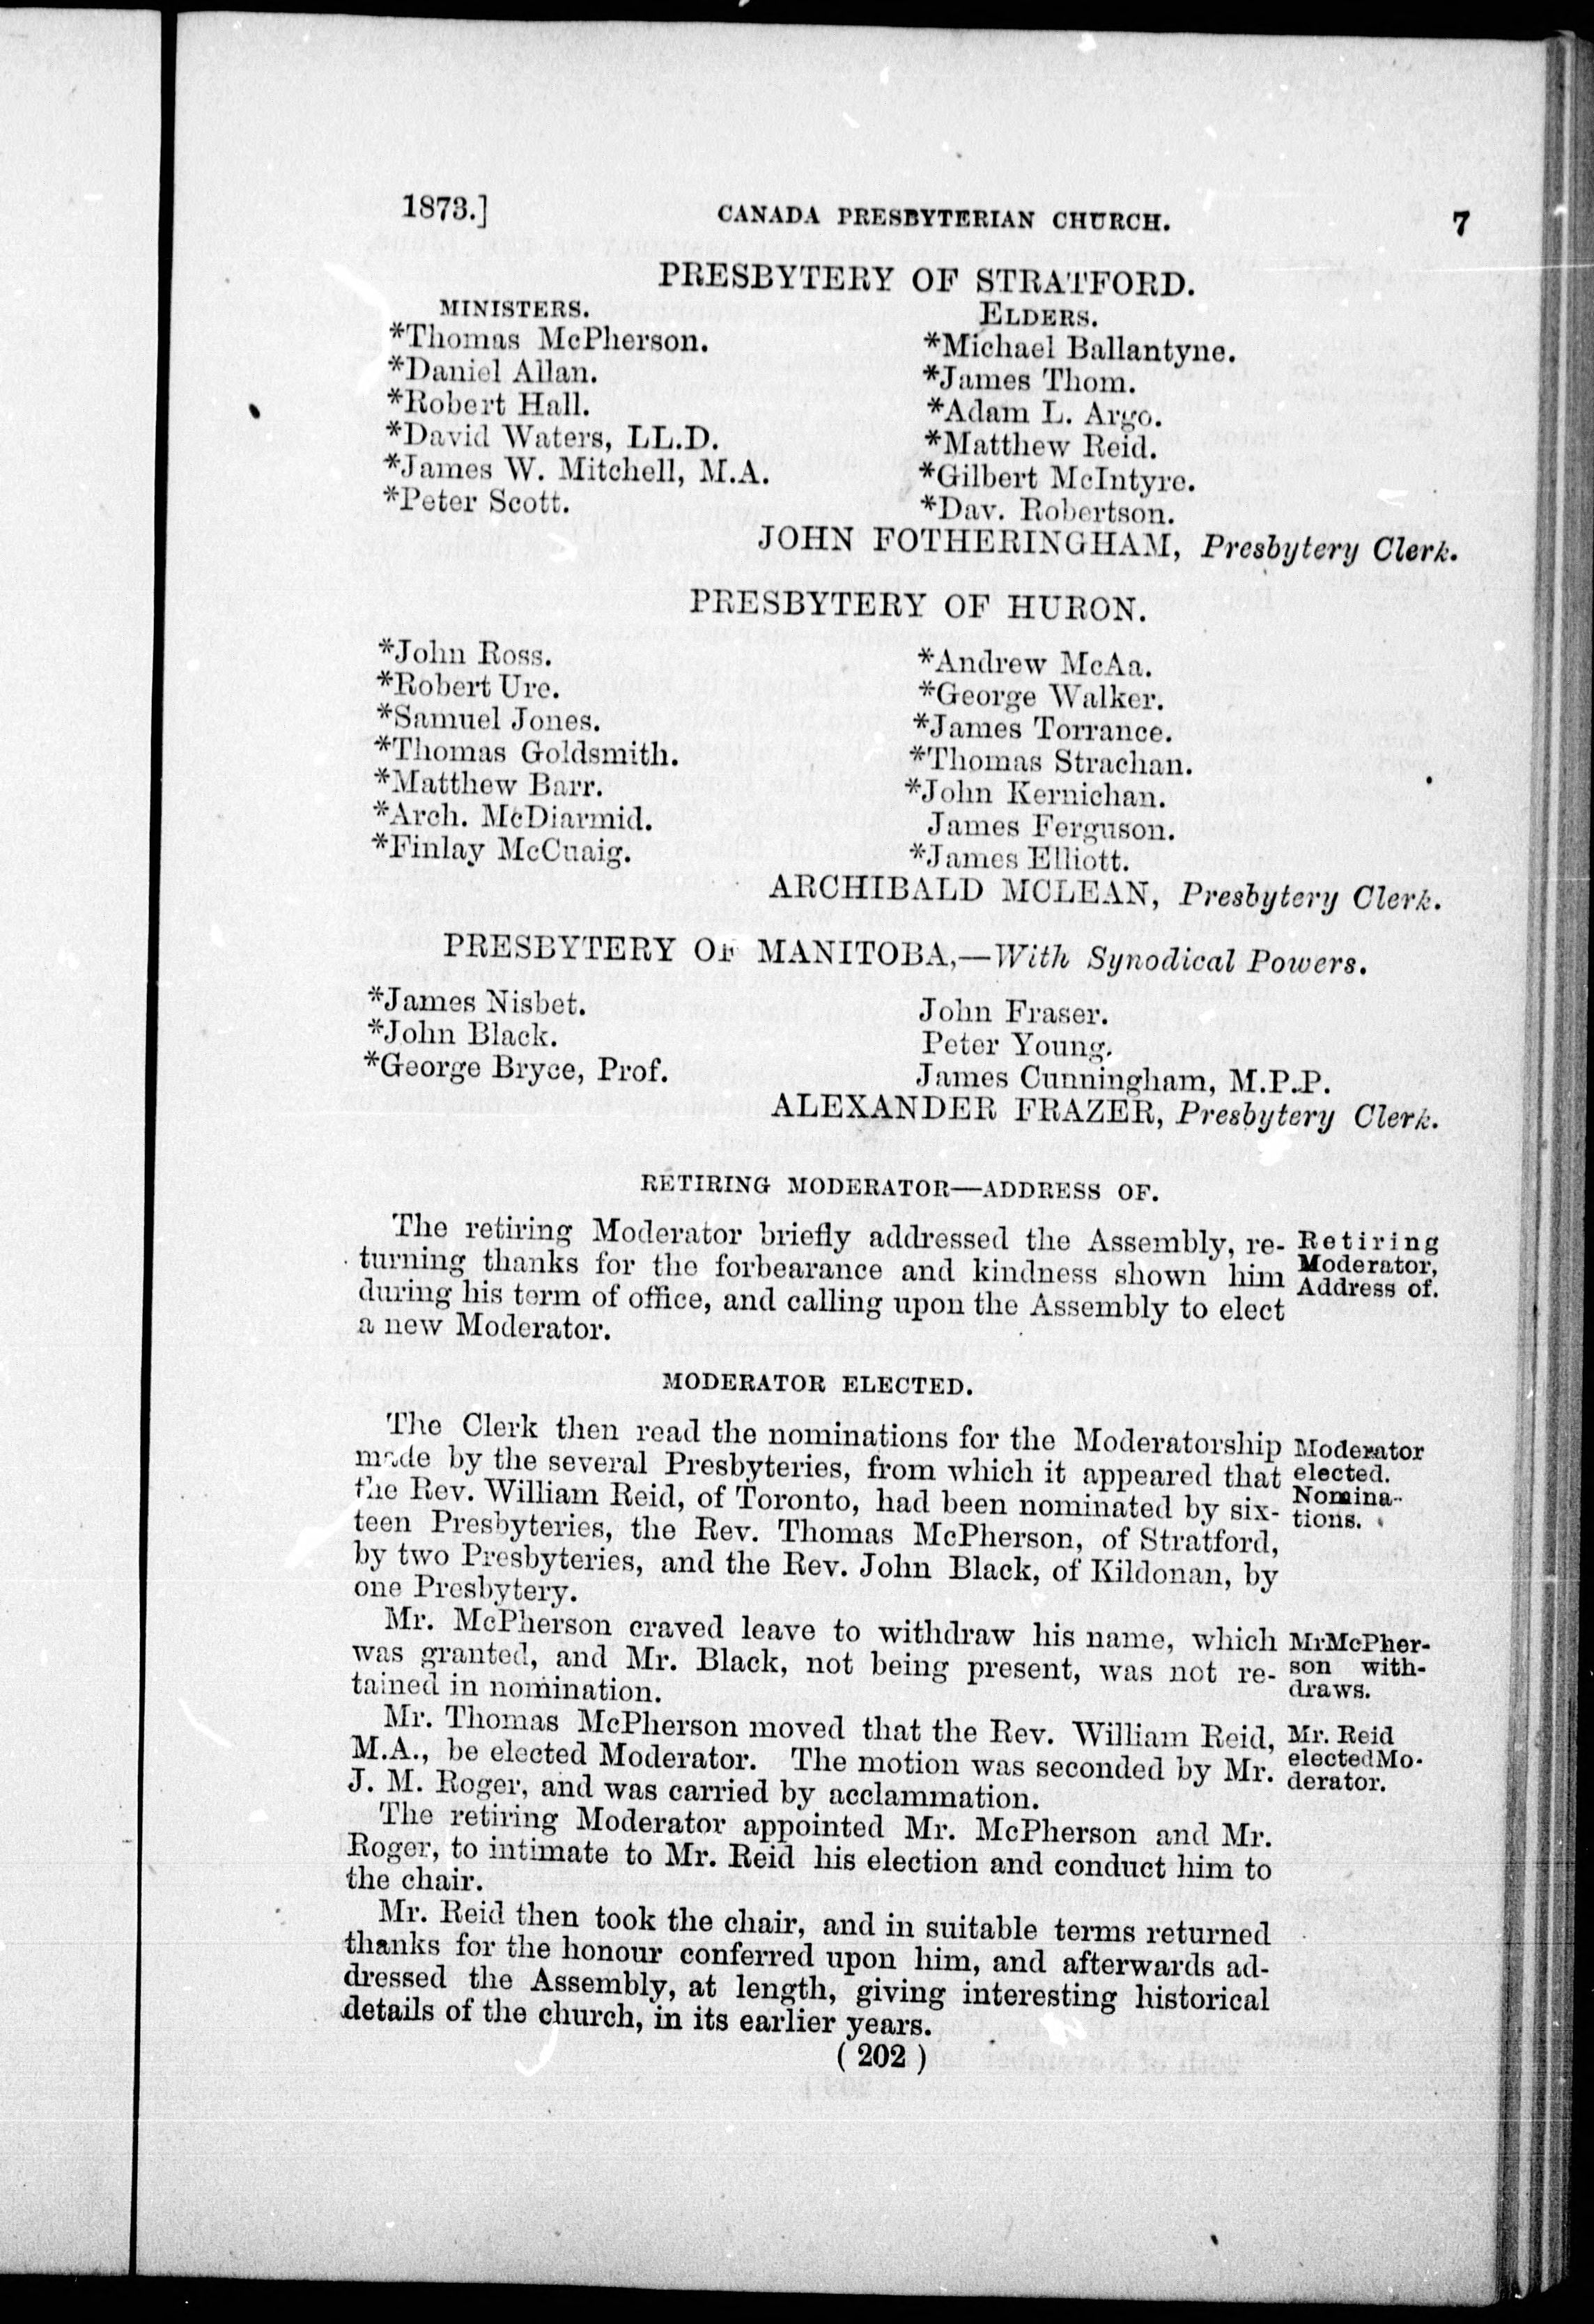 1873.] CANADA PRESBYTERIAN CHURCH. 7
PRESBYTERY OF STRATFORD.
MINISTERS. ELDERS.
*Thomas McPherson. *Michael Ballantyne.
*Daniel Allan. *James Thom.
*Robert Hall. *Adam L. Argo.
*David Waters, LL.D. *Matthew Reid.
*James W. Mitchell, M.A. *Gilbert McIntyre.
*Peter Scott. *Dav. Robertson.
JOHN FOTHERINGHAM, Presbytery Clerk.
PRESBYTERY OF HURON.
*John Ross. *Andrew McAa.
*Robert Ure. *George Walker.
*Samuel Jones. *James Torrance.
*Thomas Goldsmith. *Thomas Strachan.
*Matthew Barr. *John Kernichan.
*Arch. McDiarmid. James Ferguson.
*Finlay McCuaig. *James Elliott.
ARCHIBALD MCLEAN, Presbytery Clerk.
PRESBYTERY OF MANITOBA,—With Synodical Powers.
*James Nisbet. John Fraser.
*John Black. Peter Young.
*George Bryce, Prof. James Cunningham, M.P.P.
ALEXANDER FRAZER, Presbytery Clerk.
RETIRING MODERATOR—ADDRESS OF.
The retiring Moderator briefly addressed the Assembly, re- Retiring
turning thanks for the forbearance and kindness shown him Moderator,
during his term of office, and calling upon the Assembly to elect Address of.
a new Moderator.
MODERATOR ELECTED.
The Clerk then read the nominations for the Moderatorship Moderator
made by the several Presbyteries, from which it appeared that elected.
the Rev. William Reid, of Toronto, had been nominated by six- Nomina-
teen Presbyteries, the Rev. Thomas McPherson, of Stratford, tions.
by two Presbyteries, and the Rev. John Black, of Kildonan, by
one Presbytery.
Mr. McPherson craved leave to withdraw his name, which MrMcPher-
was granted, and Mr. Black, not being present, was not re- son with-
tained in nomination. draws.
Mr. Thomas McPherson moved that the Rev. William Reid, Mr. Reid
M.A., be elected Moderator. The motion was seconded by Mr. electedMo-
J. M. Roger, and was carried by acclammation. derator.
The retiring Moderator appointed Mr. McPherson and Mr.
Roger, to intimate to Mr. Reid his election and conduct him to
the chair.
Mr. Reid then took the chair, and in suitable terms returned
thanks for the honour conferred upon him, and afterwards ad-
dressed the Assembly, at length, giving interesting historical
details of the church, in its earlier years.
( 202 )